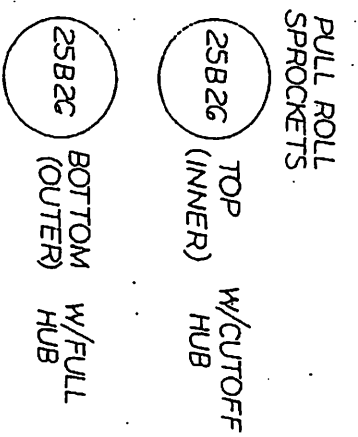 PULL ROLL
SPROCKETS
25B26
TOP
(INNER)
W/CUTOFF
HUB
25B26
BOTTOM
(OUTER)
W/FULL
HUB